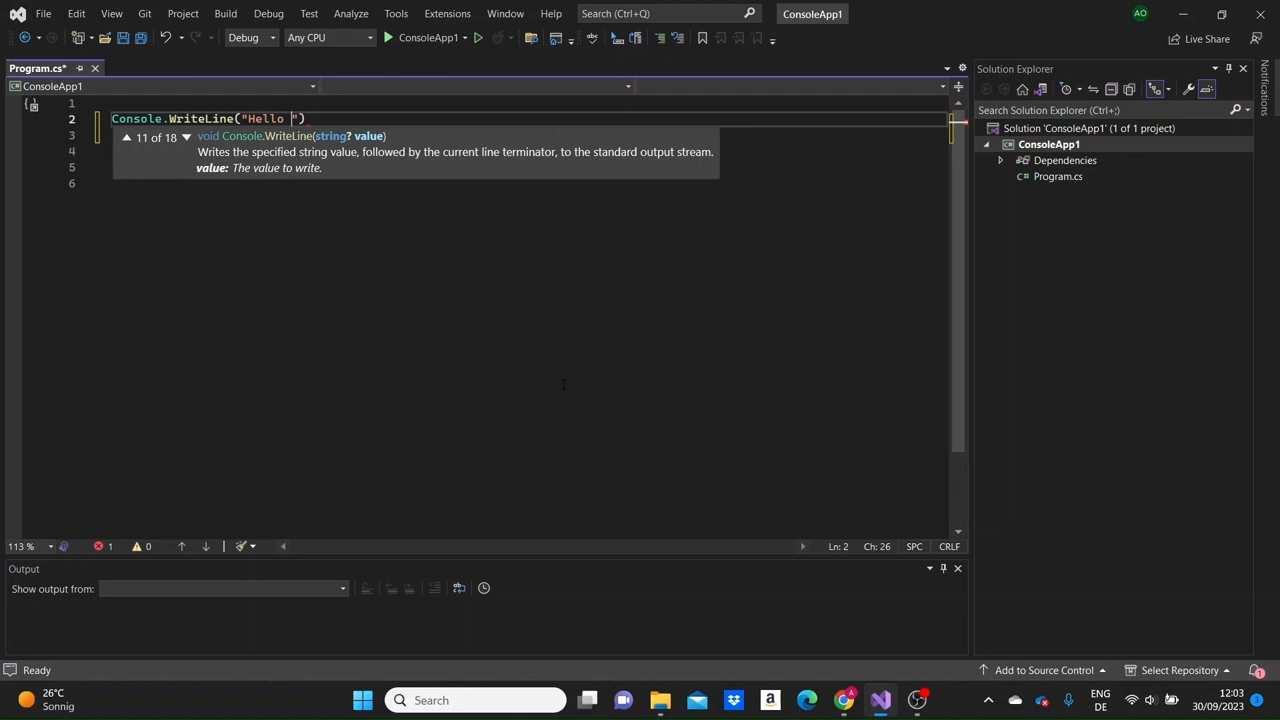 File Edit View Git Project Build Debug Test Analyze Tools Extensions Window Help Search (Ctrl+Q) ConsoleApp1 AO
Debug Any CPU ConsoleApp1 Live Share
Program.cs*
ConsoleApp1
1
2 Console.WriteLine("Hello ")
3
4
5
6
11 of 18 void Console.WriteLine(string? value)
Writes the specified string value, followed by the current line terminator, to the standard output stream.
value: The value to write.
113 % 1 0 Ln: 2 Ch: 26 SPC CRLF
Output
Show output from:
Solution Explorer
Search Solution Explorer (Ctrl+;)
Solution 'ConsoleApp1' (1 of 1 project)
ConsoleApp1
Dependencies
C# Program.cs
Notifications
Ready Add to Source Control Select Repository 1
26°C
Sonnig
Search
ENG
DE
12:03
30/09/2023
3